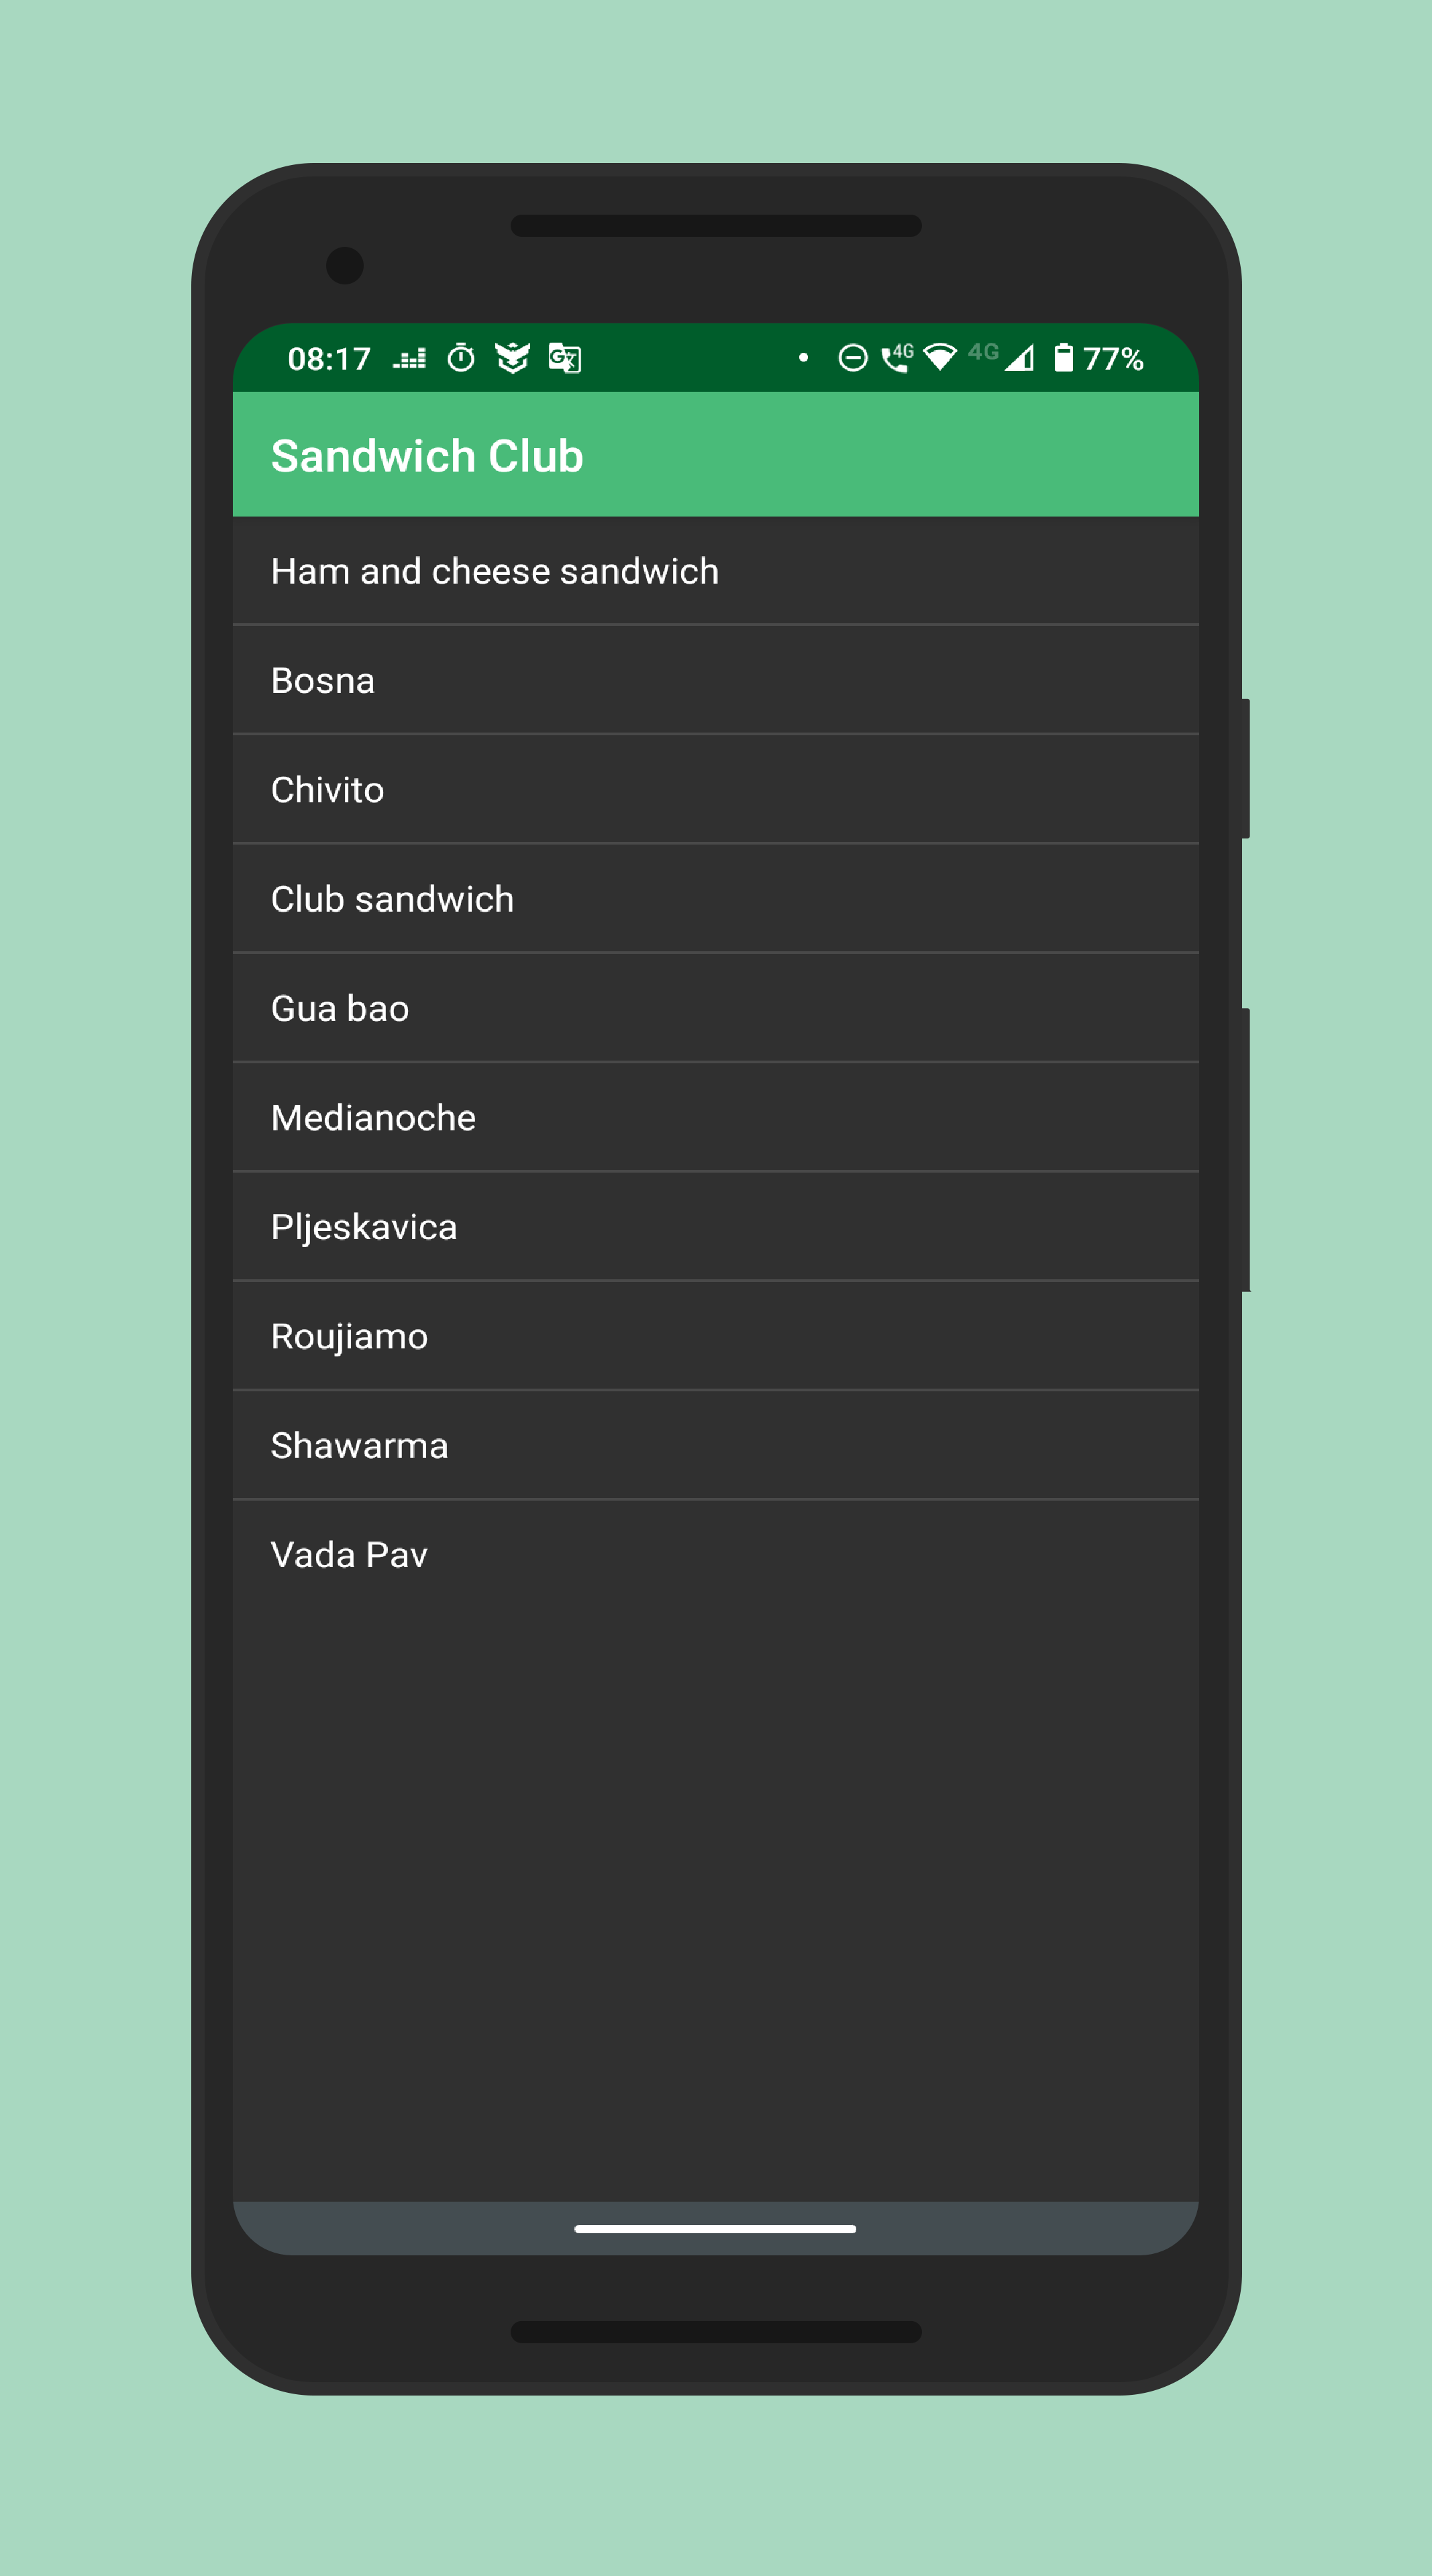 08:17 4G 4G 77%
Sandwich Club
Ham and cheese sandwich
Bosna
Chivito
Club sandwich
Gua bao
Medianoche
Pljeskavica
Roujiamo
Shawarma
Vada Pav